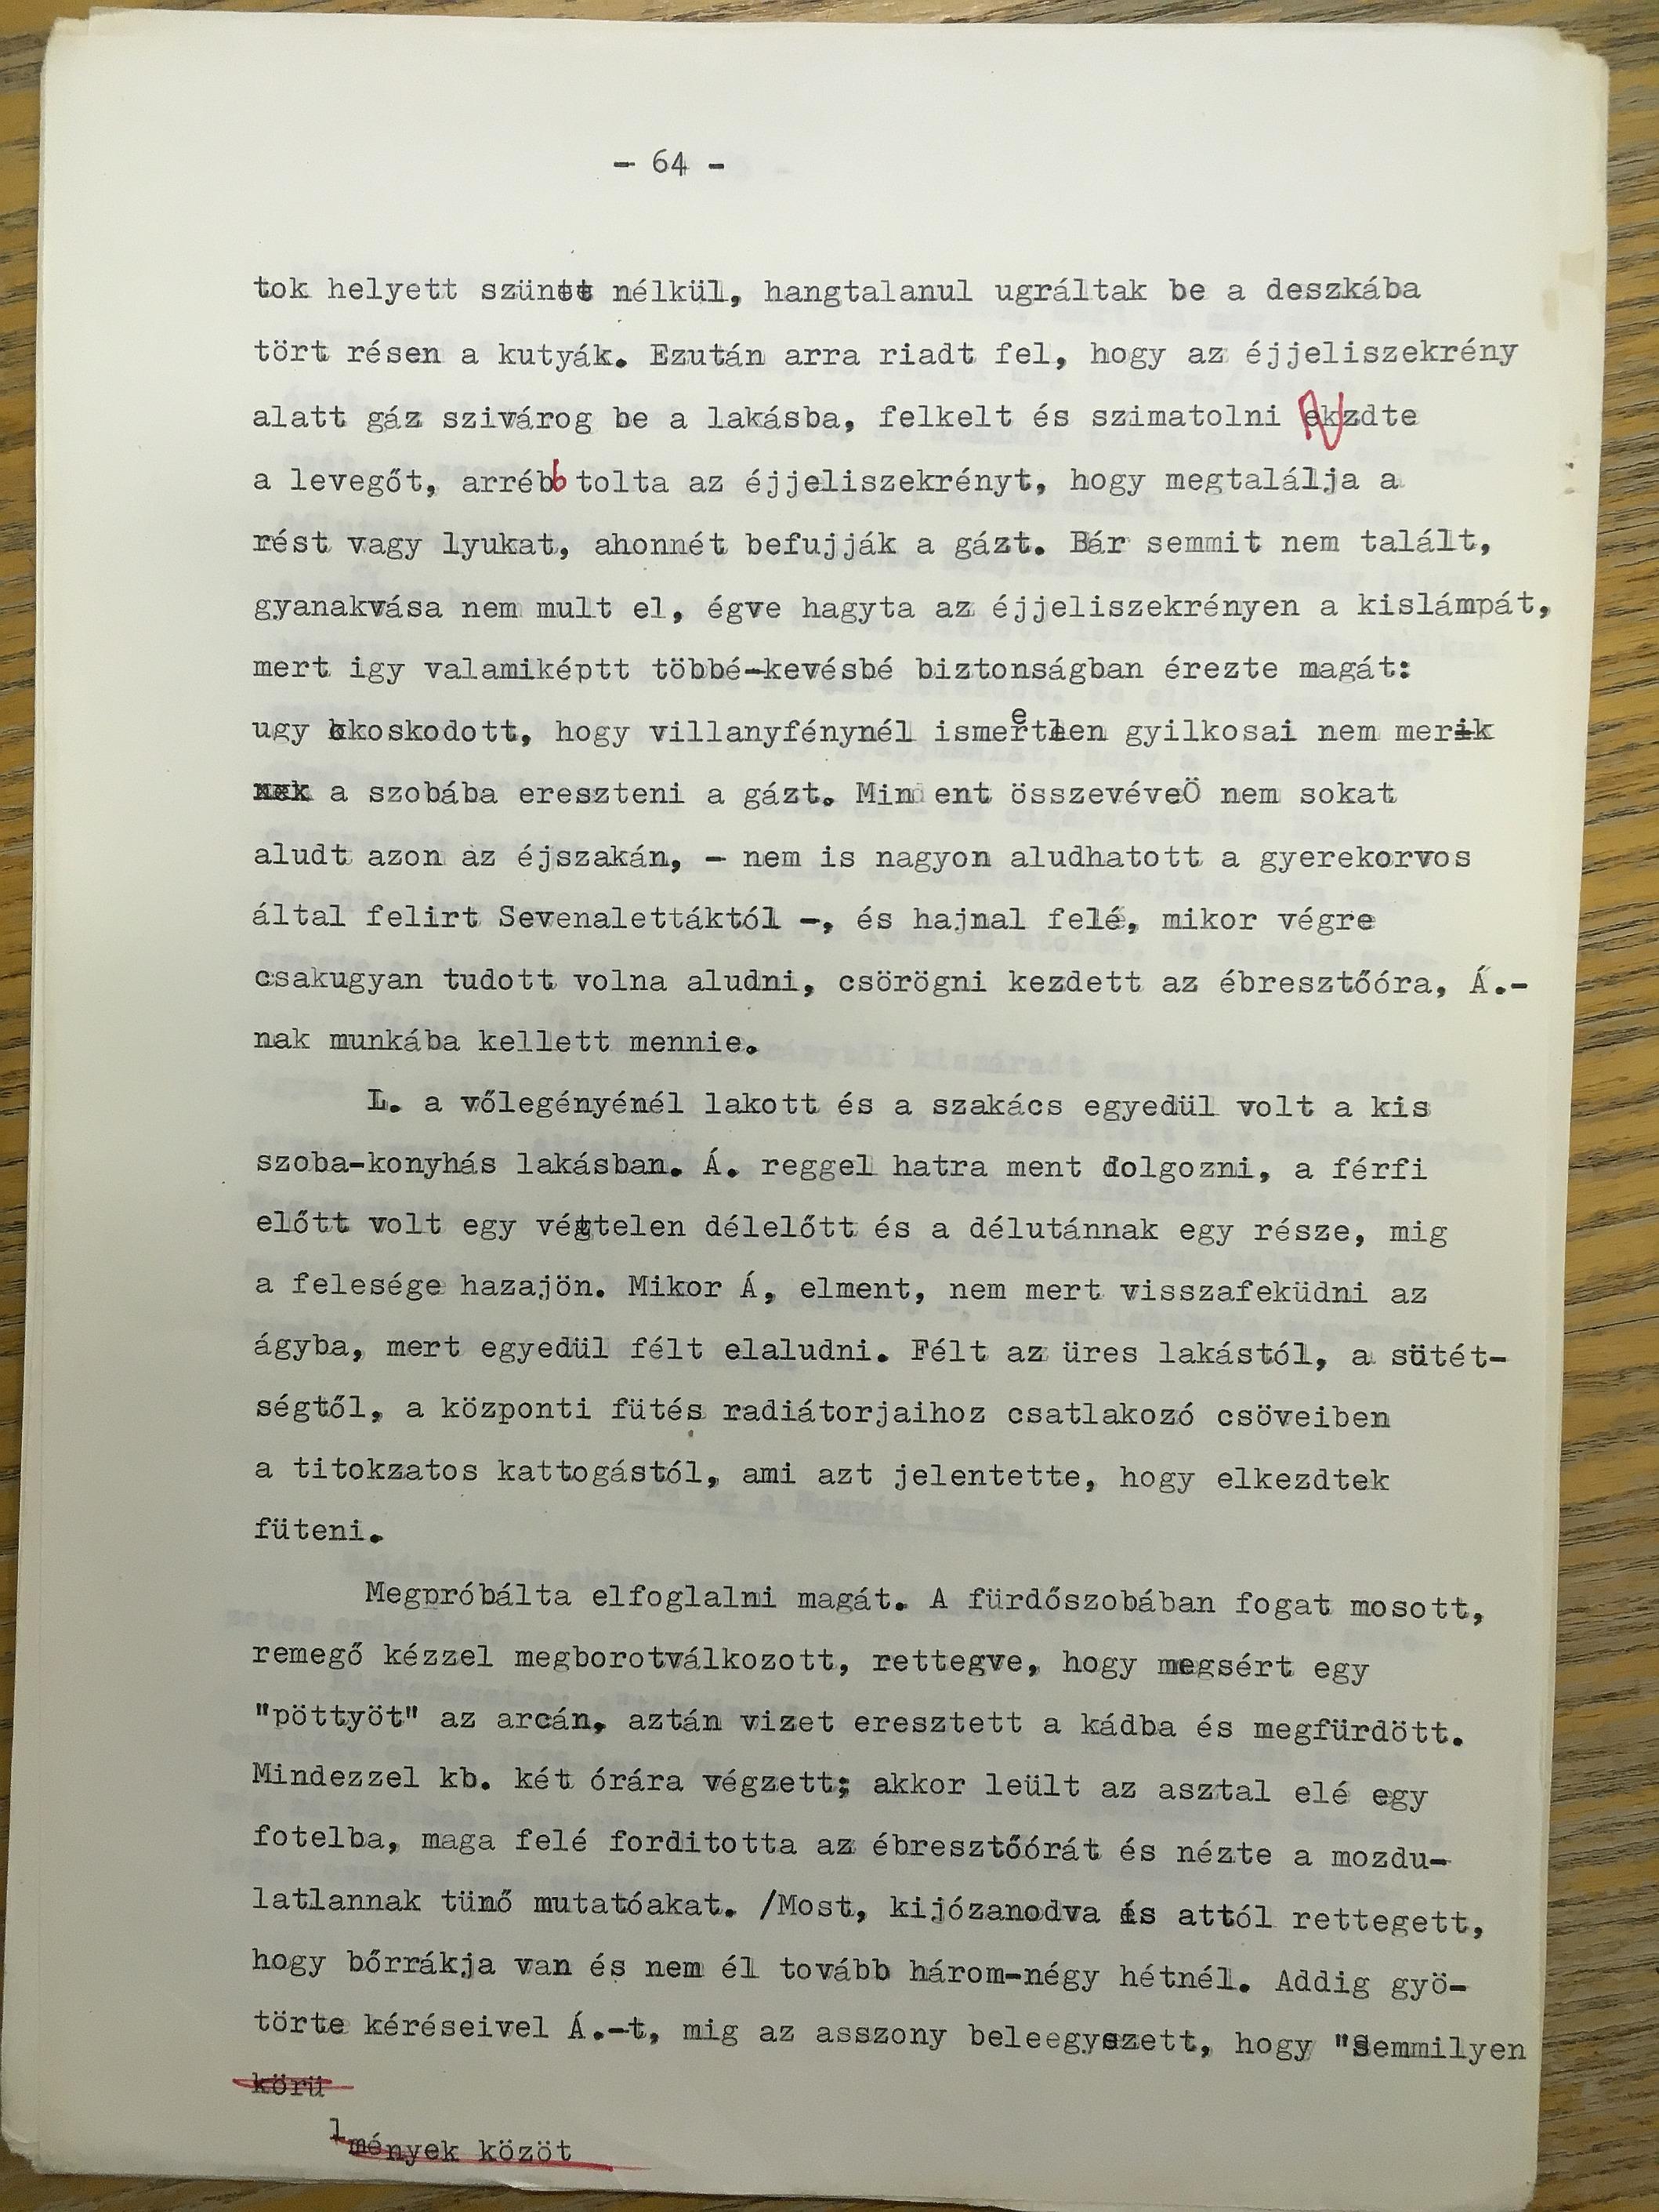 - 64 -
tok helyett szünet nélkül, hangtalanul ugráltak be a deszkába
tört résen a kutyák. Ezután arra riadt fel, hogy az éjjeliszekrény
alatt gáz szivárog be a lakásba, felkelt és szimatolni ekzdte
a levegőt, arrébb tolta az éjjeliszekrényt, hogy megtalálja a
rést vagy lyukat, ahonnét befujják a gázt. Bár semmit nem talált,
gyanakvása nem mult el, égve hagyta az éjjeliszekrényen a kislámpát,
mert igy valamiképtt többé-kevésbé biztonságban érezte magát:
ugy okoskodott, hogy villanyfénynél ismeretlen gyilkosai nem merik
a szobába ereszteni a gázt. Mindent összevéveÖ nem sokat
aludt azon az éjszakán, - nem is nagyon aludhatott a gyerekorvos
által felirt Sevenalettáktól -, és hajnal felé, mikor végre
csakugyan tudott volna aludni, csörögni kezdett az ébresztőóra, Á.-
nak munkába kellett mennie.
L. a vőlegényénél lakott és a szakács egyedül volt a kis
szoba-konyhás lakásban. Á. reggel hatra ment dolgozni, a férfi
előtt volt egy végtelen délelőtt és a délutánnak egy része, mig
a felesége hazajön. Mikor Á, elment, nem mert visszafeküdni az
ágyba, mert egyedül félt elaludni. Félt az üres lakástól, a sötét-
ségtől, a központi fütés radiátorjaihoz csatlakozó csöveiben
a titokzatos kattogástól, ami azt jelentette, hogy elkezdtek
füteni.
Megpróbálta elfoglalni magát. A fürdőszobában fogat mosott,
remegő kézzel megborotválkozott, rettegve, hogy megsért egy
"pöttyöt" az arcán, aztán vizet eresztett a kádba és megfürdött.
Mindezzel kb. két órára végzett; akkor leült az asztal elé egy
fotelba, maga felé forditotta az ébresztőórát és nézte a mozdu-
latlannak tünő mutatóakat. /Most, kijózanodva is attól rettegett,
hogy bőrrákja van és nem él tovább három-négy hétnél. Addig gyö-
törte kéréseivel Á.-t, mig az asszony beleegyezett, hogy "Semmilyen
körü
lmények közöt